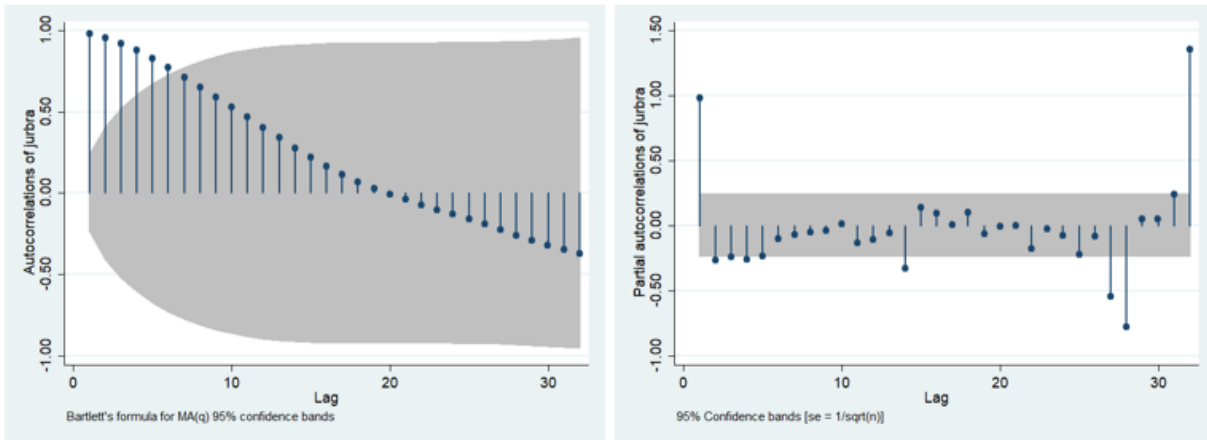 Autocorrelations of jurbra
1.00
0.50
0.00
-0.50
-1.00
0 10 20 30
Lag
Bartlett's formula for MA(q) 95% confidence bands
Partial autocorrelations of jurbra
1.50
1.00
0.50
0.00
-0.50
-1.00
0 10 20 30
Lag
95% Confidence bands [se = 1/sqrt(n)]